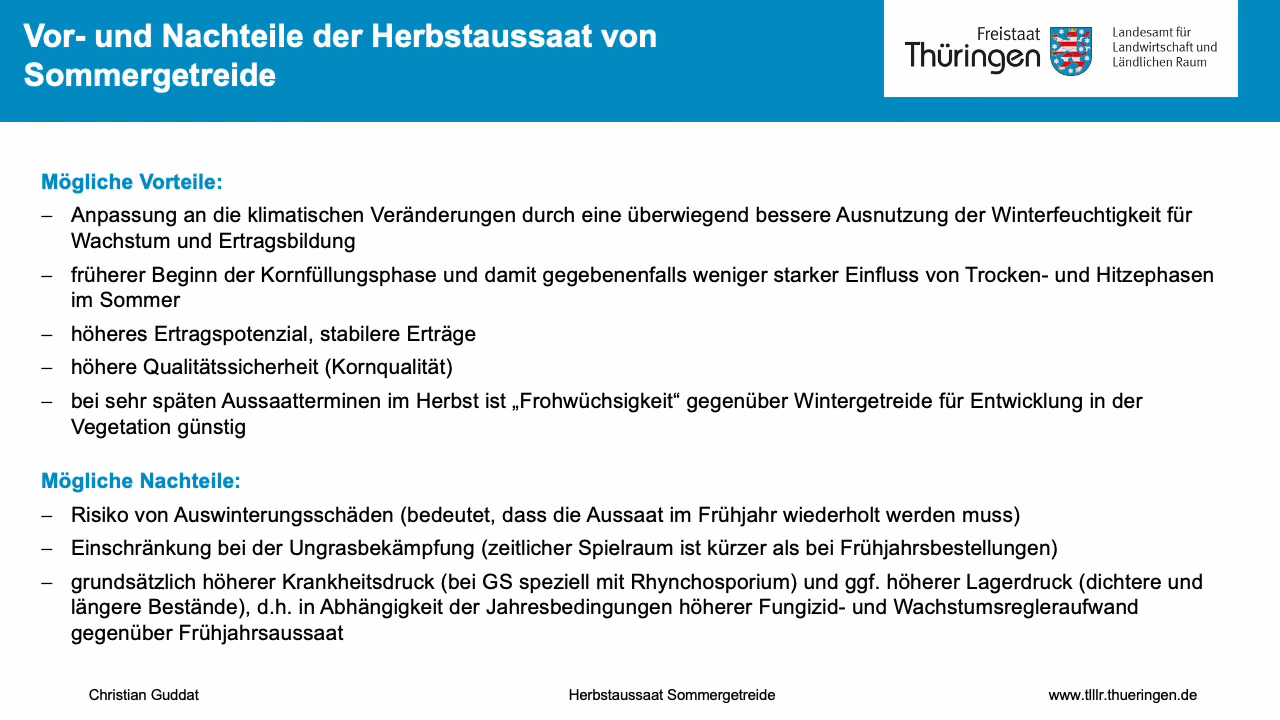 Vor- und Nachteile der Herbstaussaat von
Sommergetreide
Freistaat
Thüringen
Landesamt für
Landwirtschaft und
Ländlichen Raum
Mögliche Vorteile:
– Anpassung an die klimatischen Veränderungen durch eine überwiegend bessere Ausnutzung der Winterfeuchtigkeit für
Wachstum und Ertragsbildung
– früherer Beginn der Kornfüllungsphase und damit gegebenenfalls weniger starker Einfluss von Trocken- und Hitzephasen
im Sommer
– höheres Ertragspotenzial, stabilere Erträge
– höhere Qualitätssicherheit (Kornqualität)
– bei sehr späten Aussaatterminen im Herbst ist „Frohwüchsigkeit“ gegenüber Wintergetreide für Entwicklung in der
Vegetation günstig
Mögliche Nachteile:
– Risiko von Auswinterungsschäden (bedeutet, dass die Aussaat im Frühjahr wiederholt werden muss)
– Einschränkung bei der Ungrasbekämpfung (zeitlicher Spielraum ist kürzer als bei Frühjahrsbestellungen)
– grundsätzlich höherer Krankheitsdruck (bei GS speziell mit Rhynchosporium) und ggf. höherer Lagerdruck (dichtere und
längere Bestände), d.h. in Abhängigkeit der Jahresbedingungen höherer Fungizid- und Wachstumsregleraufwand
gegenüber Frühjahrsaussaat
Christian Guddat
Herbstaussaat Sommergetreide
www.tlllr.thueringen.de